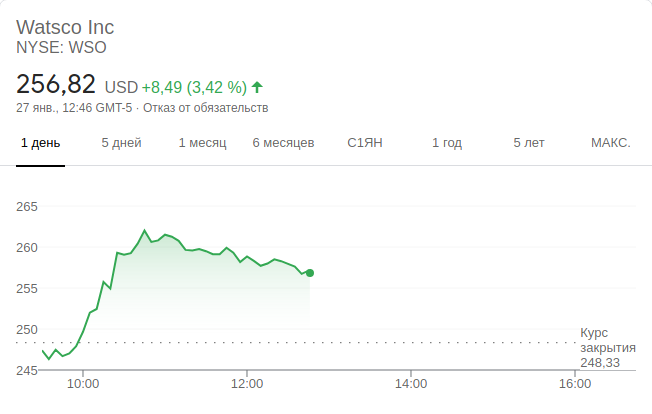 Watsco Inc
NYSE: WSO
256,82 USD +8,49 (3,42 %)
27 янв., 12:46 GMT-5 · Отказ от обязательств
1 день 5 дней 1 месяц 6 месяцев С1ЯН 1 год 5 лет МАКС.
265
260
255
250
245
Курс
закрытия
248,33
10:00 12:00 14:00 16:00